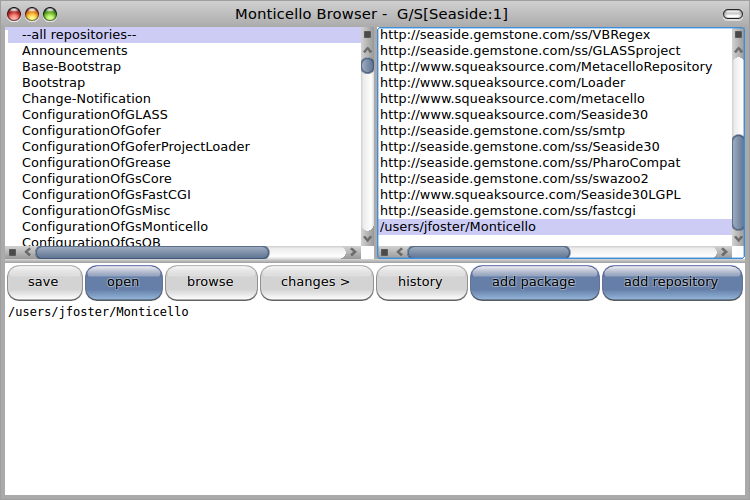 Monticello Browser - G/S[Seaside:1]
--all repositories--
Announcements
Base-Bootstrap
Bootstrap
Change-Notification
ConfigurationOfGLASS
ConfigurationOfGofer
ConfigurationOfGoferProjectLoader
ConfigurationOfGrease
ConfigurationOfGsCore
ConfigurationOfGsFastCGI
ConfigurationOfGsMisc
ConfigurationOfGsMonticello
ConfigurationOfGsOB
http://seaside.gemstone.com/ss/VBRegex
http://seaside.gemstone.com/ss/GLASSproject
http://www.squeaksource.com/MetacelloRepository
http://www.squeaksource.com/Loader
http://www.squeaksource.com/metacello
http://www.squeaksource.com/Seaside30
http://seaside.gemstone.com/ss/smtp
http://seaside.gemstone.com/ss/Seaside30
http://seaside.gemstone.com/ss/PharoCompat
http://seaside.gemstone.com/ss/swazoo2
http://www.squeaksource.com/Seaside30LGPL
http://seaside.gemstone.com/ss/fastcgi
/users/jfoster/Monticello
save open browse changes > history add package add repository
/users/jfoster/Monticello